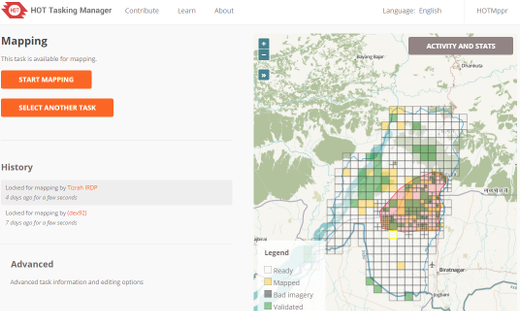 HOT Tasking Manager
Contribute
Learn
About
Language: English
HOTMppr
Mapping
This task is available for mapping.
START MAPPING
SELECT ANOTHER TASK
History
Locked for mapping by Torah RDP
4 days ago for a few seconds
Locked for mapping by (dex92)
7 days ago for a few seconds
Advanced
Advanced task information and editing options
ACTIVITY AND STATS
Dhankuta
Biratnagar
Jogbani
Legend
Ready
Mapped
Bad Imagery
Validated